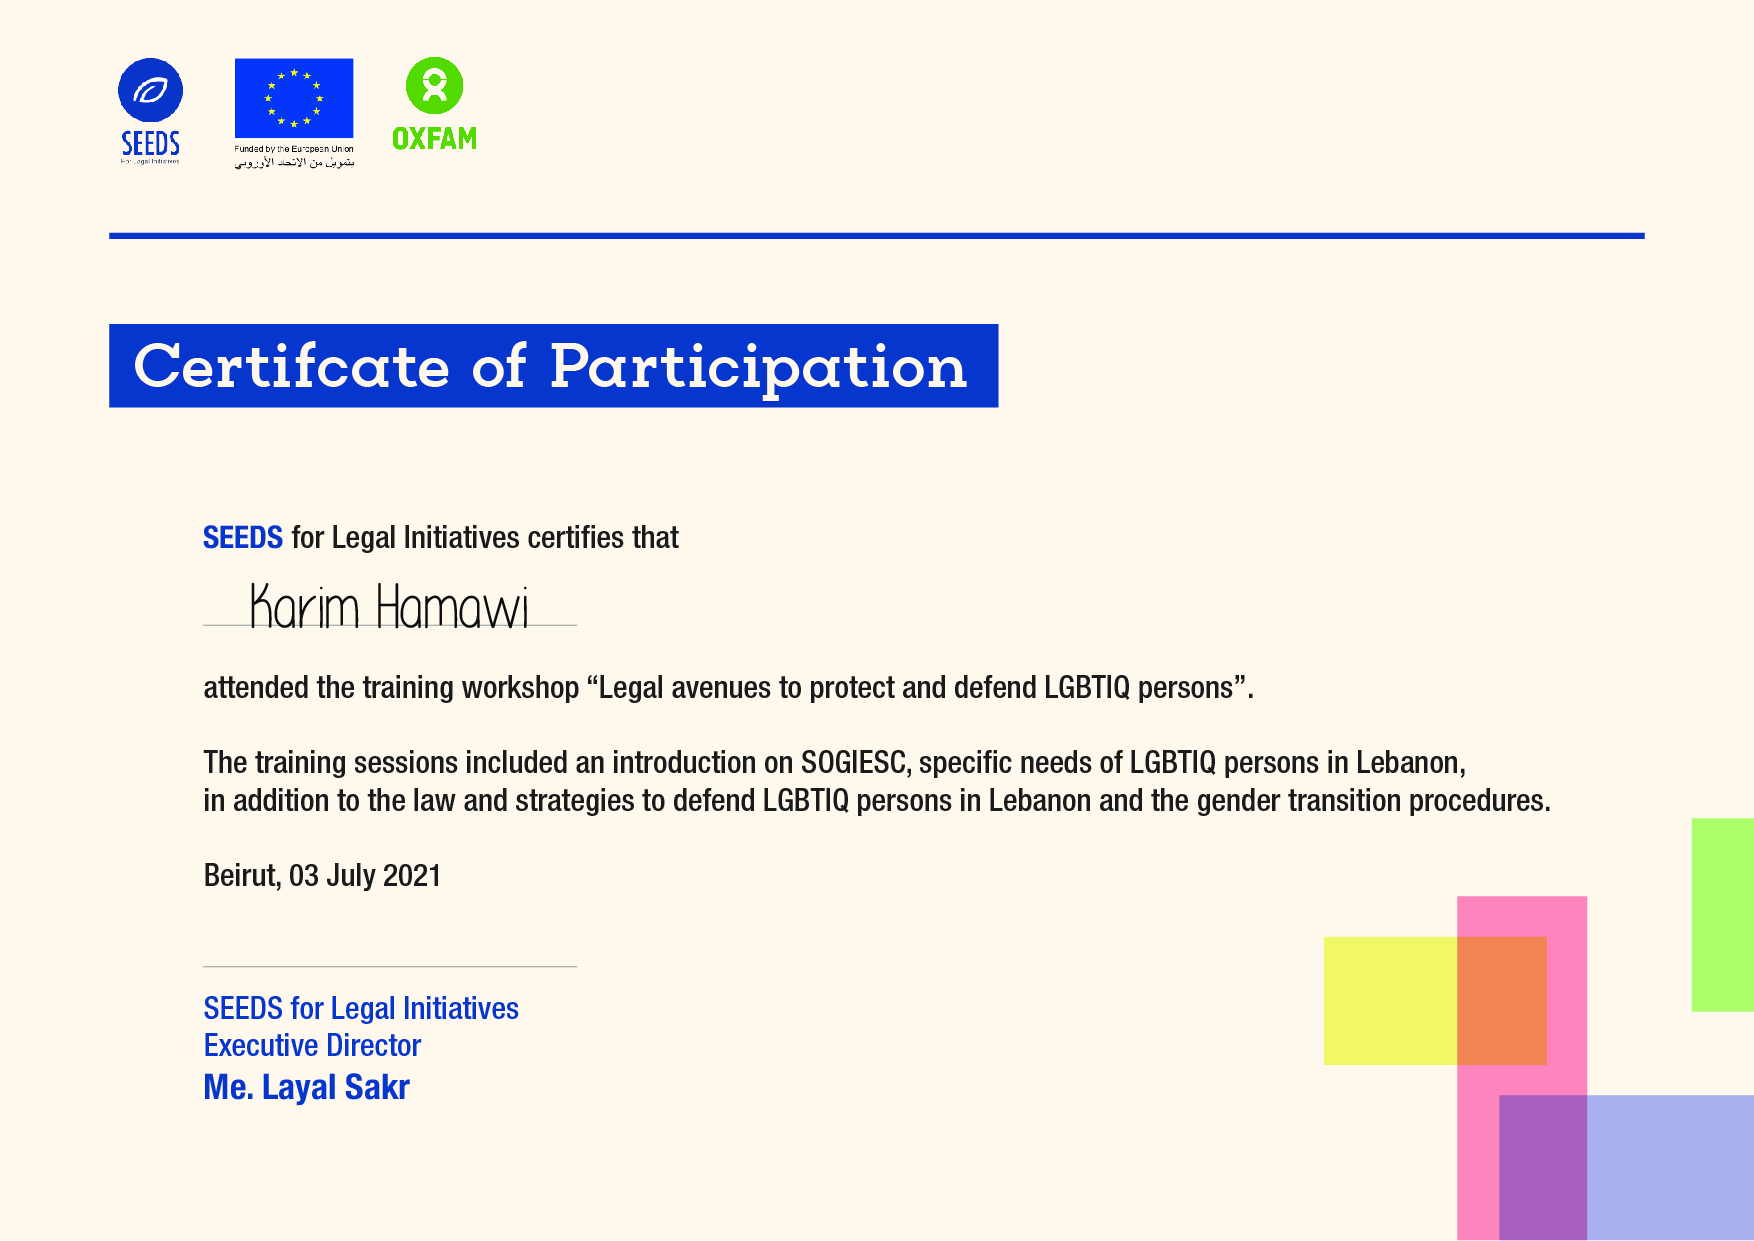 SEEDS
For Legal Initiatives
Funded by the European Union
بتمويل من الاتحاد الأوروبي
OXFAM
Certifcate of Participation
SEEDS for Legal Initiatives certifies that
Karim Hamawi
attended the training workshop “Legal avenues to protect and defend LGBTIQ persons”.
The training sessions included an introduction on SOGIESC, specific needs of LGBTIQ persons in Lebanon,
in addition to the law and strategies to defend LGBTIQ persons in Lebanon and the gender transition procedures.
Beirut, 03 July 2021
SEEDS for Legal Initiatives
Executive Director
Me. Layal Sakr